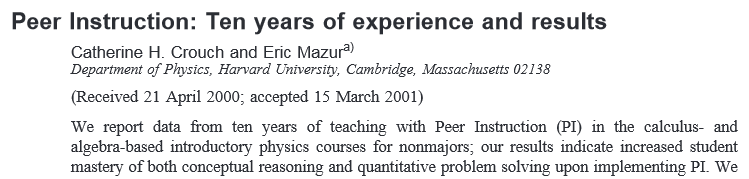 Peer Instruction: Ten years of experience and results
Catherine H. Crouch and Eric Mazur a)
Department of Physics, Harvard University, Cambridge, Massachusetts 02138
(Received 21 April 2000; accepted 15 March 2001)
We report data from ten years of teaching with Peer Instruction (PI) in the calculus- and
algebra-based introductory physics courses for nonmajors; our results indicate increased student
mastery of both conceptual reasoning and quantitative problem solving upon implementing PI. We